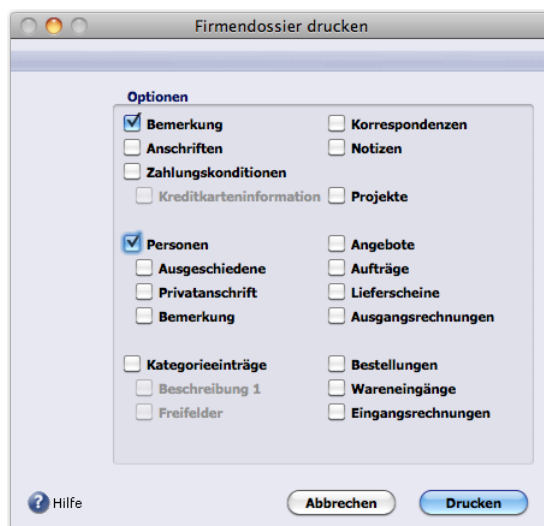 Firmendossier drucken
Optionen
Bemerkung Korrespondenzen
Anschriften Notizen
Zahlungskonditionen
Kreditkarteninformation Projekte
Personen Angebote
Ausgeschiedene Aufträge
Privatanschrift Lieferscheine
Bemerkung Ausgangsrechnungen
Kategorieeinträge Bestellungen
Beschreibung 1 Wareneingänge
Freifelder Eingangsrechnungen
? Hilfe Abbrechen Drucken